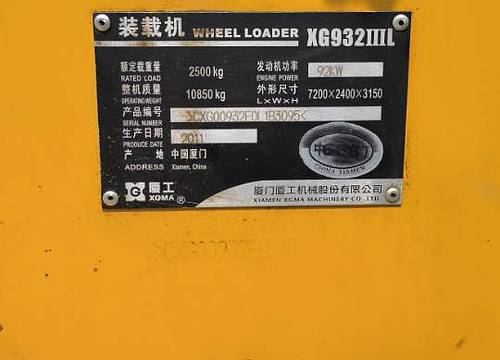 装载机 WHEEL LOADER XG932IIIL
额定载重量 RATED LOAD 2500 kg 发动机功率 ENGINE POWER 92KW
整机质量 OPERATING WEIGHT 10850 kg 外形尺寸 L×W×H 7200×2400×3150
产品编号 SERIAL NUMBER >CXG00932E0L1B3095<
生产日期 PRODUCE DATE 2011
产 地 ADDRESS 中国厦门 Xiamen, China
CHINA XIAMEN
厦工 XGMA ® 厦门厦工机械股份有限公司
XIAMEN XGMA MACHINERY CO., LTD